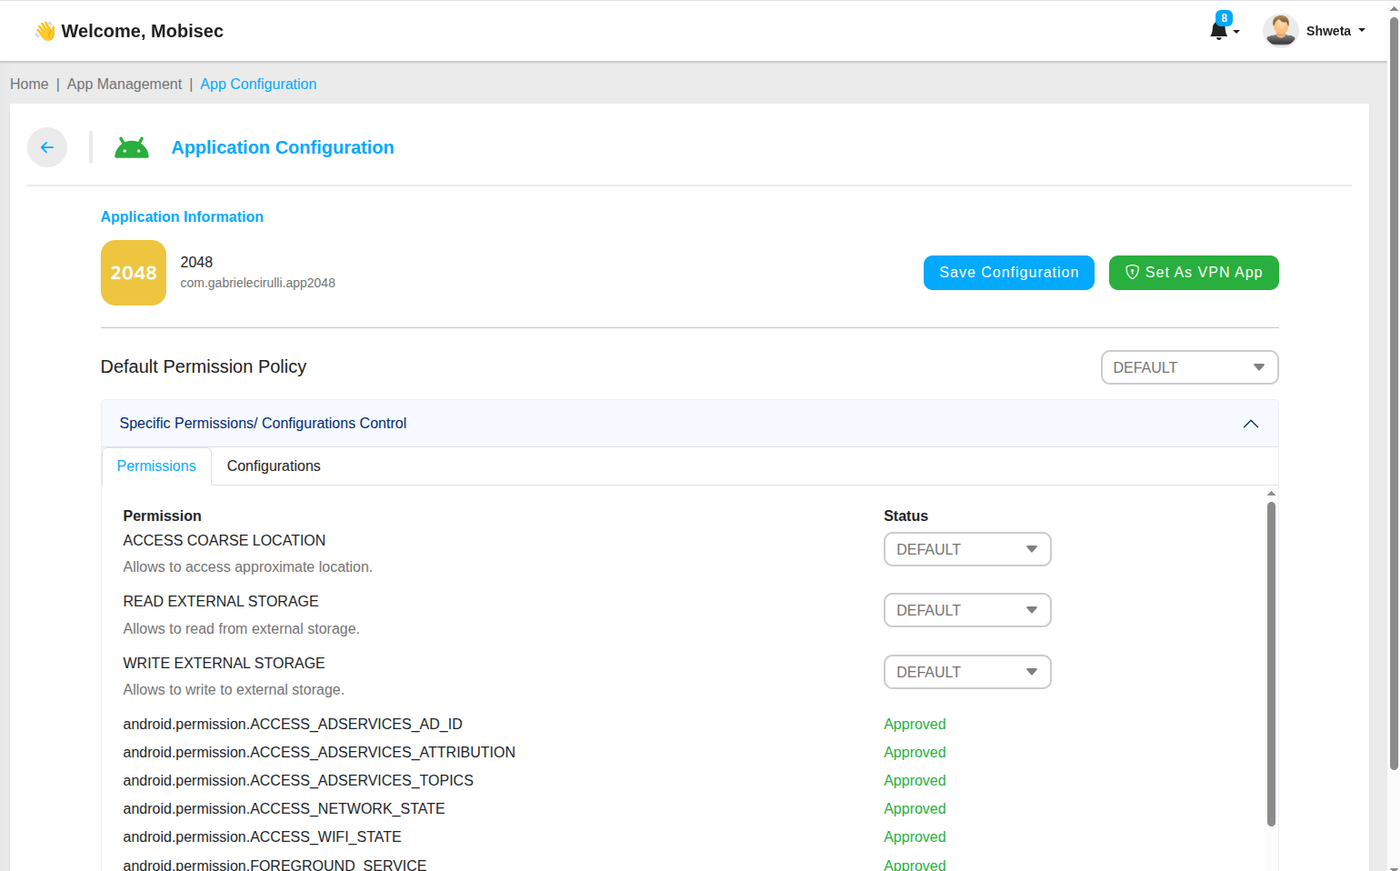 👋 Welcome, Mobisec
8
Shweta
Home | App Management | App Configuration
Application Configuration
Application Information
2048
2048
com.gabrielecirulli.app2048
Save Configuration
Set As VPN App
Default Permission Policy
DEFAULT
Specific Permissions/ Configurations Control
Permissions
Configurations
Permission
Status
ACCESS COARSE LOCATION
DEFAULT
Allows to access approximate location.
READ EXTERNAL STORAGE
DEFAULT
Allows to read from external storage.
WRITE EXTERNAL STORAGE
DEFAULT
Allows to write to external storage.
android.permission.ACCESS_ADSERVICES_AD_ID
Approved
android.permission.ACCESS_ADSERVICES_ATTRIBUTION
Approved
android.permission.ACCESS_ADSERVICES_TOPICS
Approved
android.permission.ACCESS_NETWORK_STATE
Approved
android.permission.ACCESS_WIFI_STATE
Approved
android.permission.FOREGROUND_SERVICE
Approved